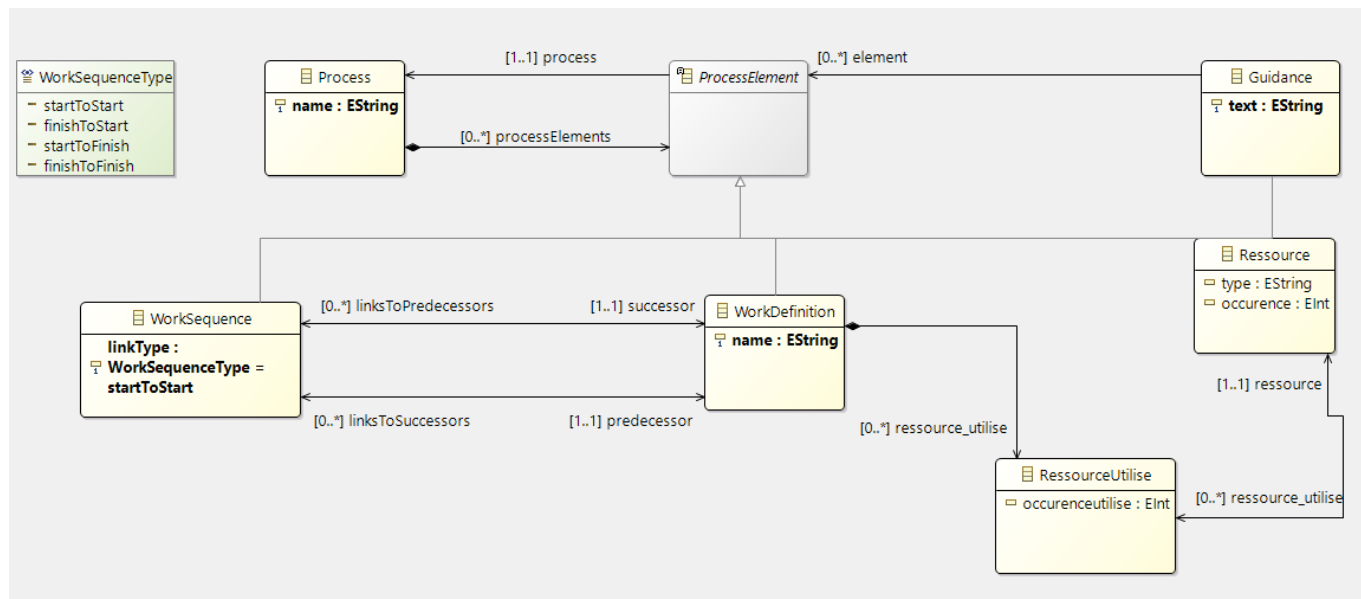 [1..1] process
[0..*] element
WorkSequenceType
startToStart
finishToStart
startToFinish
finishToFinish
Process
name : EString
ProcessElement
Guidance
text : EString
[0..*] processElements
Ressource
type : EString
occurence : EInt
[0..*] linksToPredecessors
[1..1] successor
WorkSequence
linkType :
WorkSequenceType =
startToStart
WorkDefinition
name : EString
[1..1] ressource
[0..*] linksToSuccessors
[1..1] predecessor
[0..*] ressource_utilise
RessourceUtilise
occurenceutilise : EInt
[0..*] ressource_utilise